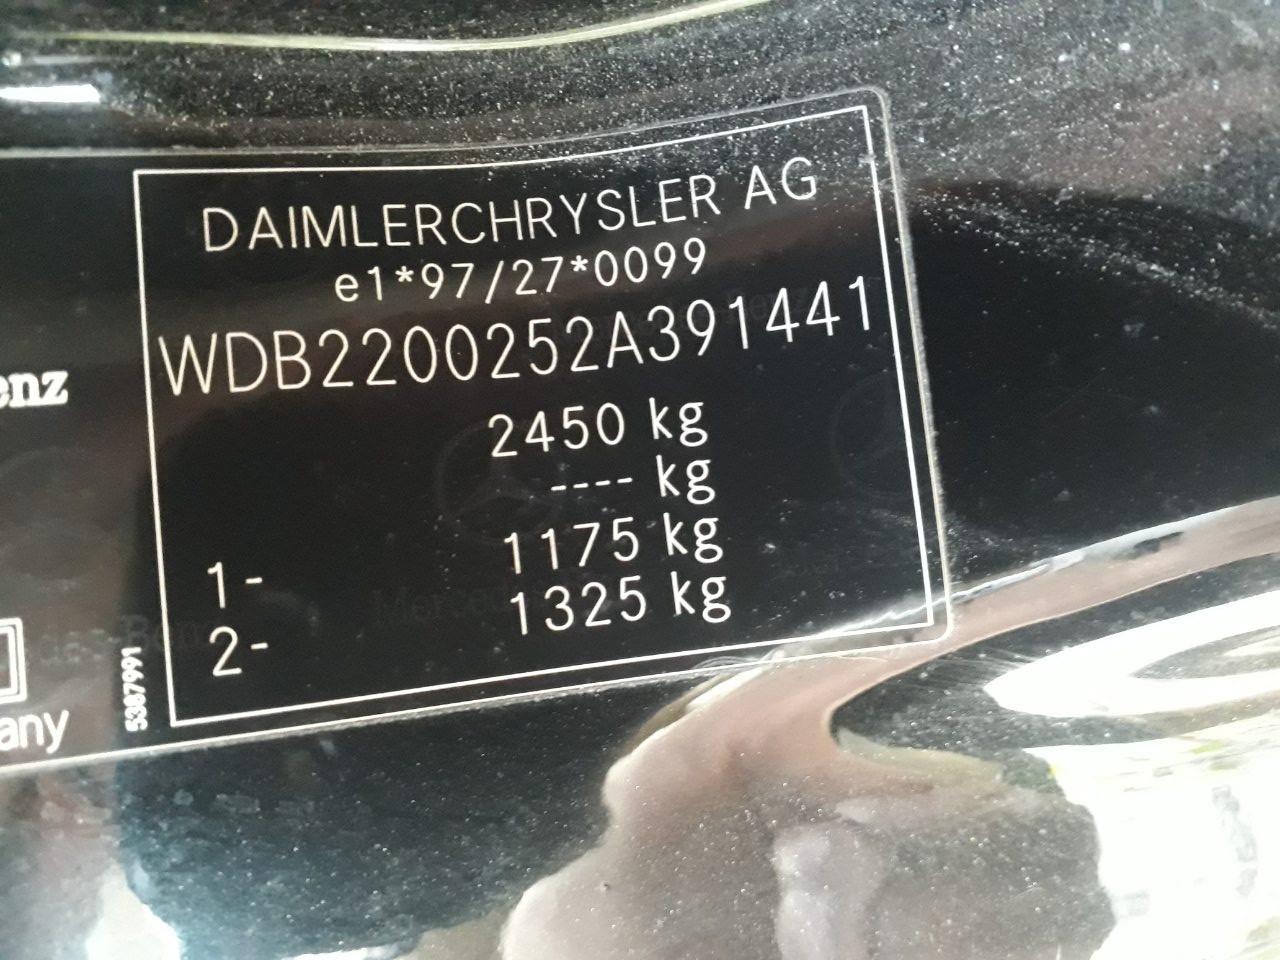 DAIMLERCHRYSLER AG
e1*97/27*0099
WDB2200252A391441
2450 kg
---- kg
1- 1175 kg
2- 1325 kg
5387991
enz
any